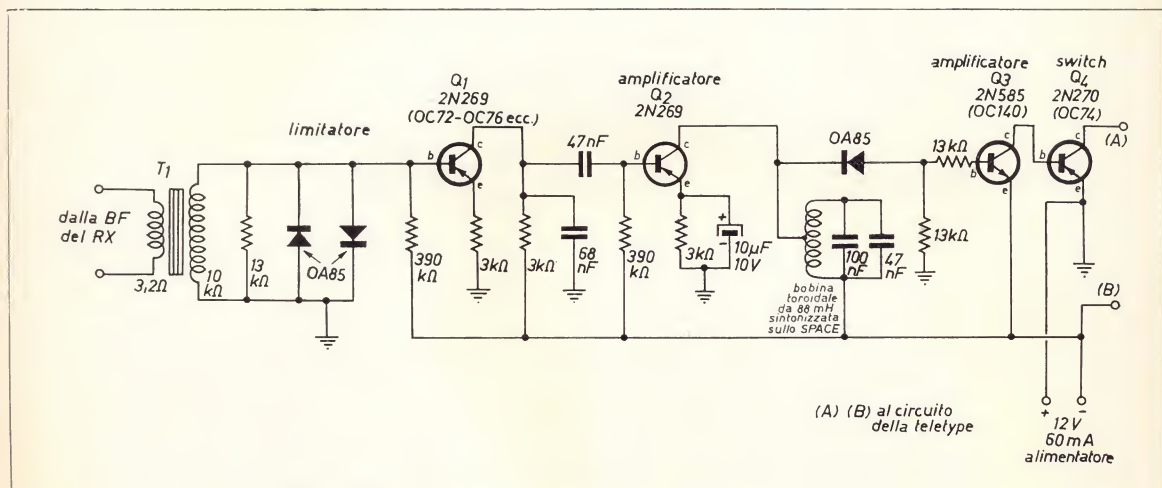 T1
dalla BF
del RX
3,2Ω
10
kΩ
13
kΩ
limitatore
OA85
390
kΩ
Q1
2N269
(OC72-OC76 ecc.)
b
c
e
3kΩ
3kΩ
68
nF
47nF
390
kΩ
amplificatore
Q2
2N269
b
c
e
3kΩ
+
-
10µF
10V
OA85
bobina
toroidale
da 88 mH
sintonizzata
sullo SPACE
100
nF
47
nF
13kΩ
13kΩ
amplificatore
Q3
2N585
(OC140)
b
c
e
switch
Q4
2N270
(OC74)
b
c
e
(A)
(B)
(A) (B) al circuito
della teletype
+ -
12V
60mA
alimentatore